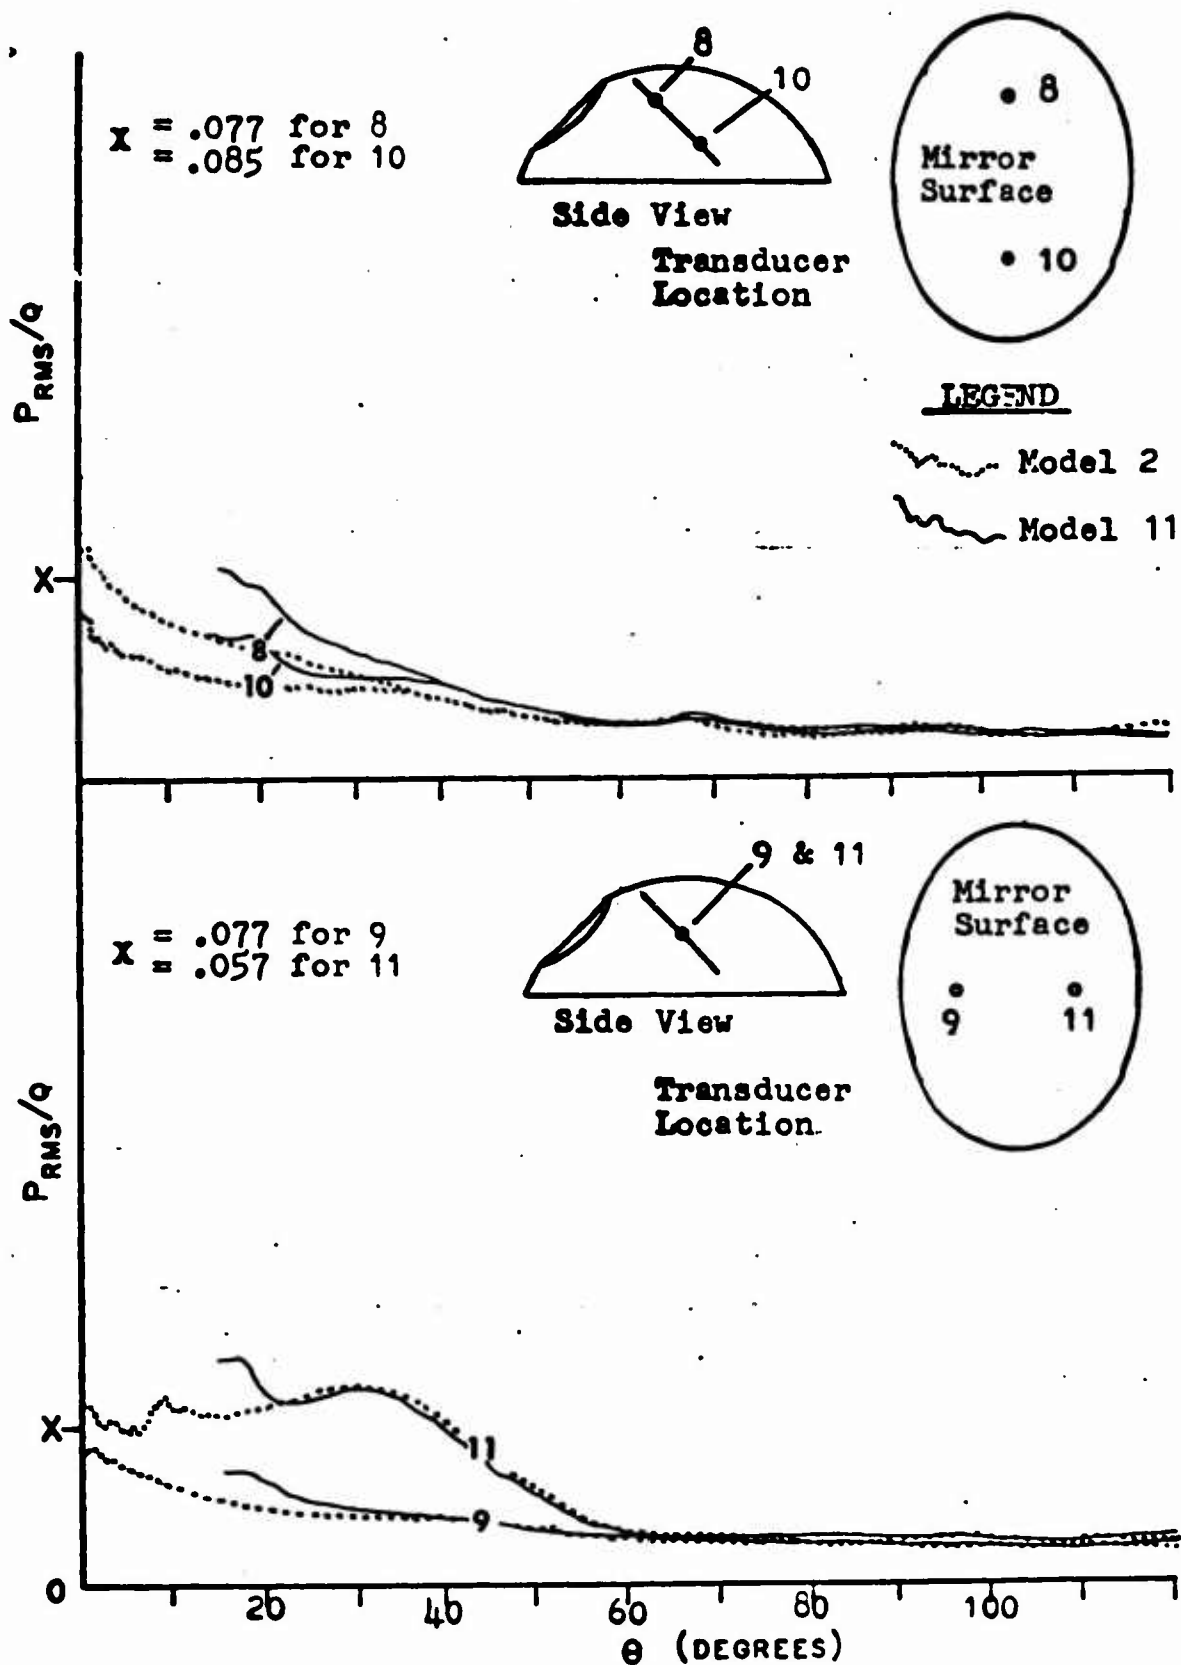 8
10
X = .077 for 8
= .085 for 10
Side View
Transducer
Location
8
Mirror
Surface
10
PRMS/Q
LEGEND
Model 2
Model 11
X
8
10
9 & 11
X = .077 for 9
= .057 for 11
Side View
Transducer
Location
Mirror
Surface
9
11
PRMS/Q
X
11
9
0
20
40
60
80
100
θ (DEGREES)